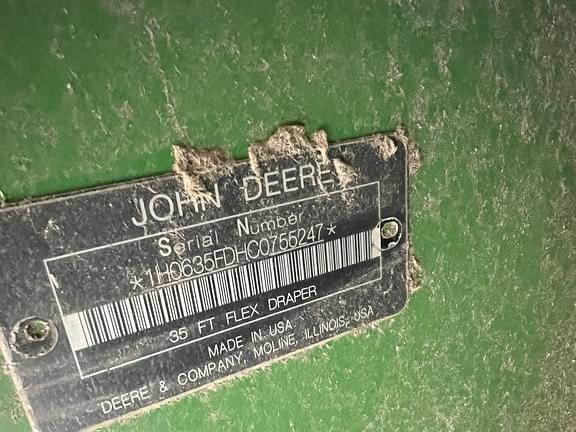 JOHN DEERE
Serial Number
*1H0635FDHC0755247*
35 FT FLEX DRAPER
MADE IN USA
DEERE & COMPANY, MOLINE, ILLINOIS, USA